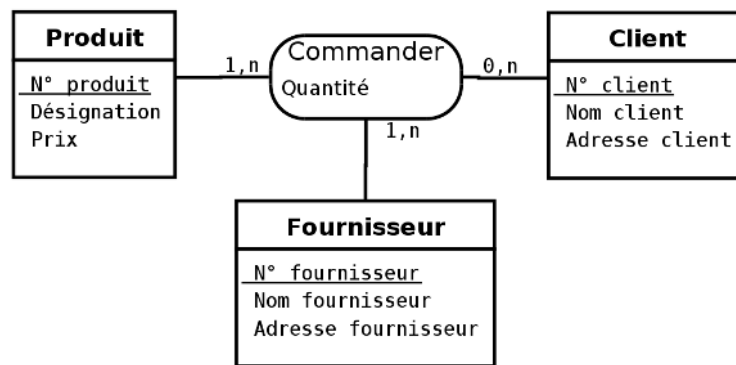 Produit
N° produit
Désignation
Prix
1,n
Commander
Quantité
0,n
1,n
Client
N° client
Nom client
Adresse client
Fournisseur
N° fournisseur
Nom fournisseur
Adresse fournisseur